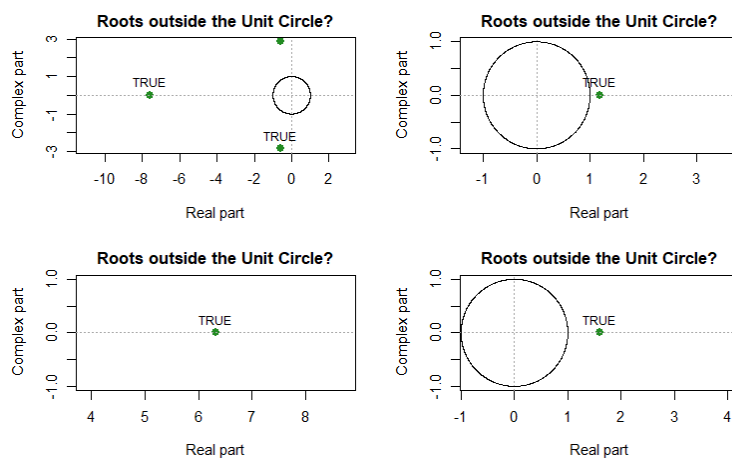 Roots outside the Unit Circle?
Complex part
3
1
-1
-3
TRUE
TRUE
-10 -8 -6 -4 -2 0 2
Real part
Roots outside the Unit Circle?
Complex part
1.0
0.0
-1.0
TRUE
-1 0 1 2 3
Real part
Roots outside the Unit Circle?
Complex part
1.0
0.0
-1.0
TRUE
4 5 6 7 8
Real part
Roots outside the Unit Circle?
Complex part
1.0
0.0
-1.0
TRUE
-1 0 1 2 3 4
Real part